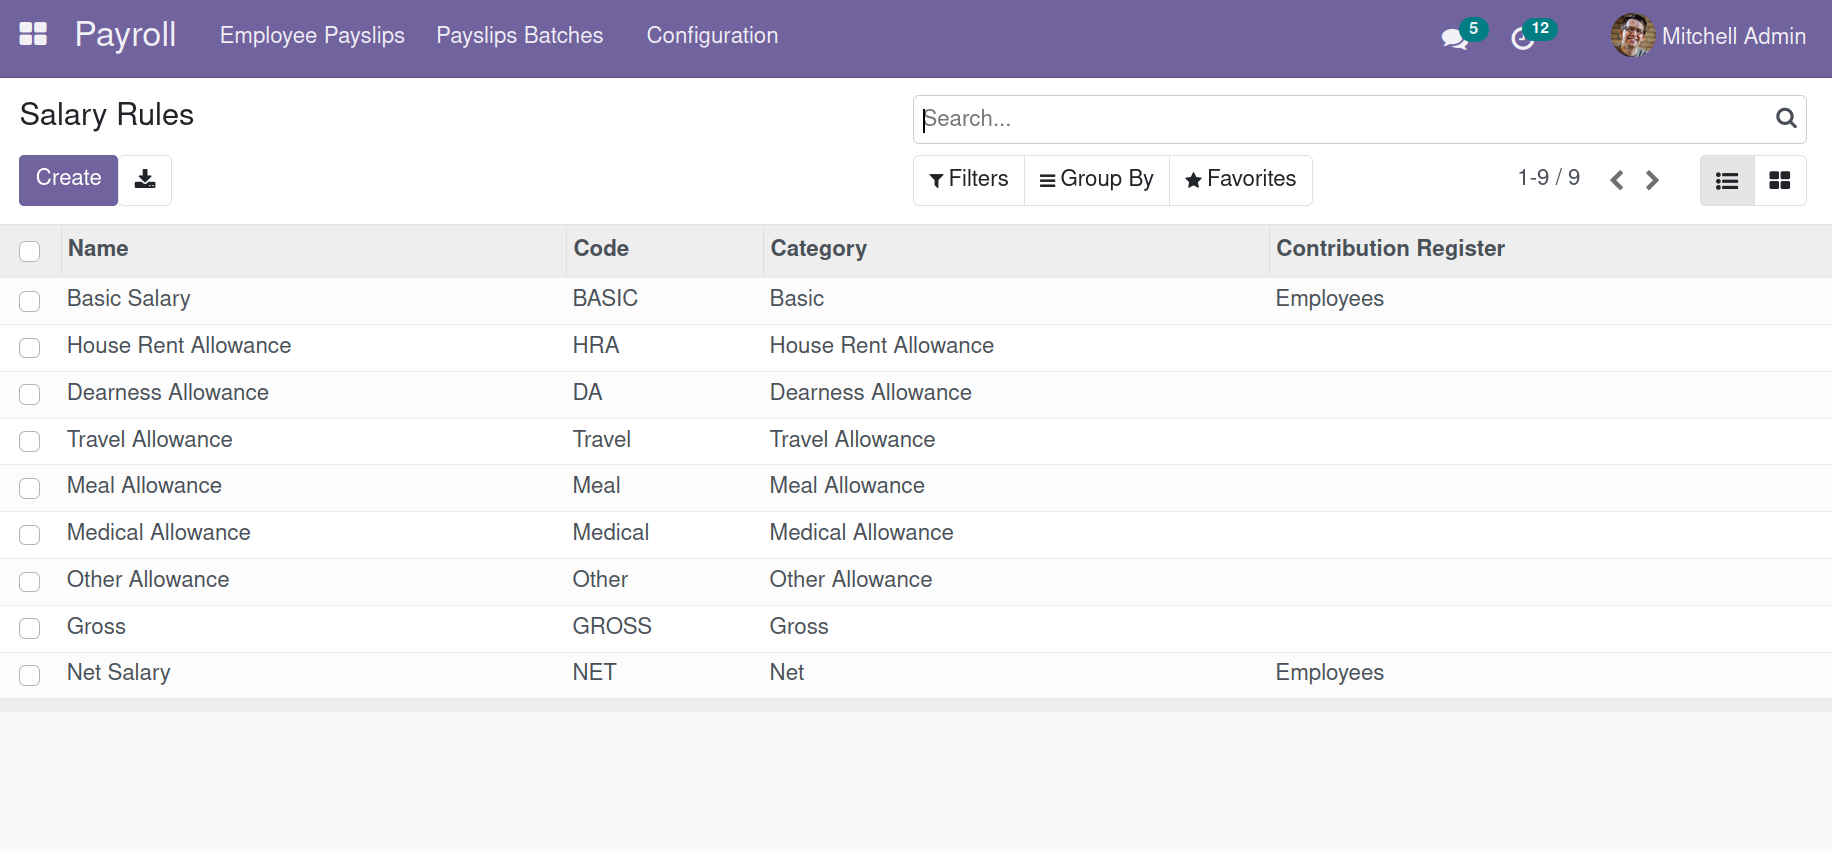 Payroll Employee Payslips Payslips Batches Configuration 5 12 Mitchell Admin
Salary Rules
Search...
Create Filters Group By Favorites 1-9 / 9
Name Code Category Contribution Register
Basic Salary BASIC Basic Employees
House Rent Allowance HRA House Rent Allowance
Dearness Allowance DA Dearness Allowance
Travel Allowance Travel Travel Allowance
Meal Allowance Meal Meal Allowance
Medical Allowance Medical Medical Allowance
Other Allowance Other Other Allowance
Gross GROSS Gross
Net Salary NET Net Employees